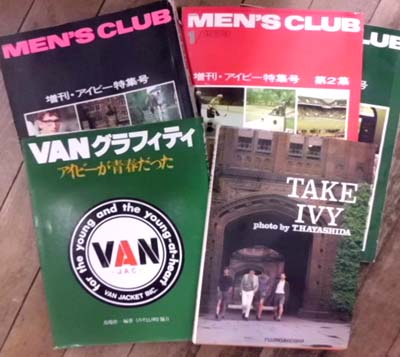 MEN'S CLUB
増刊・アイビー特集号
MEN'S CLUB
増刊・アイビー特集号 第2集
CLUB
集号
VANグラフィティ
アイビーが青春だった
for the young and the young-at-heart
VAN
JAC
VAN JACKET INC.
TAKE
IVY
photo by T.HAYASHIDA